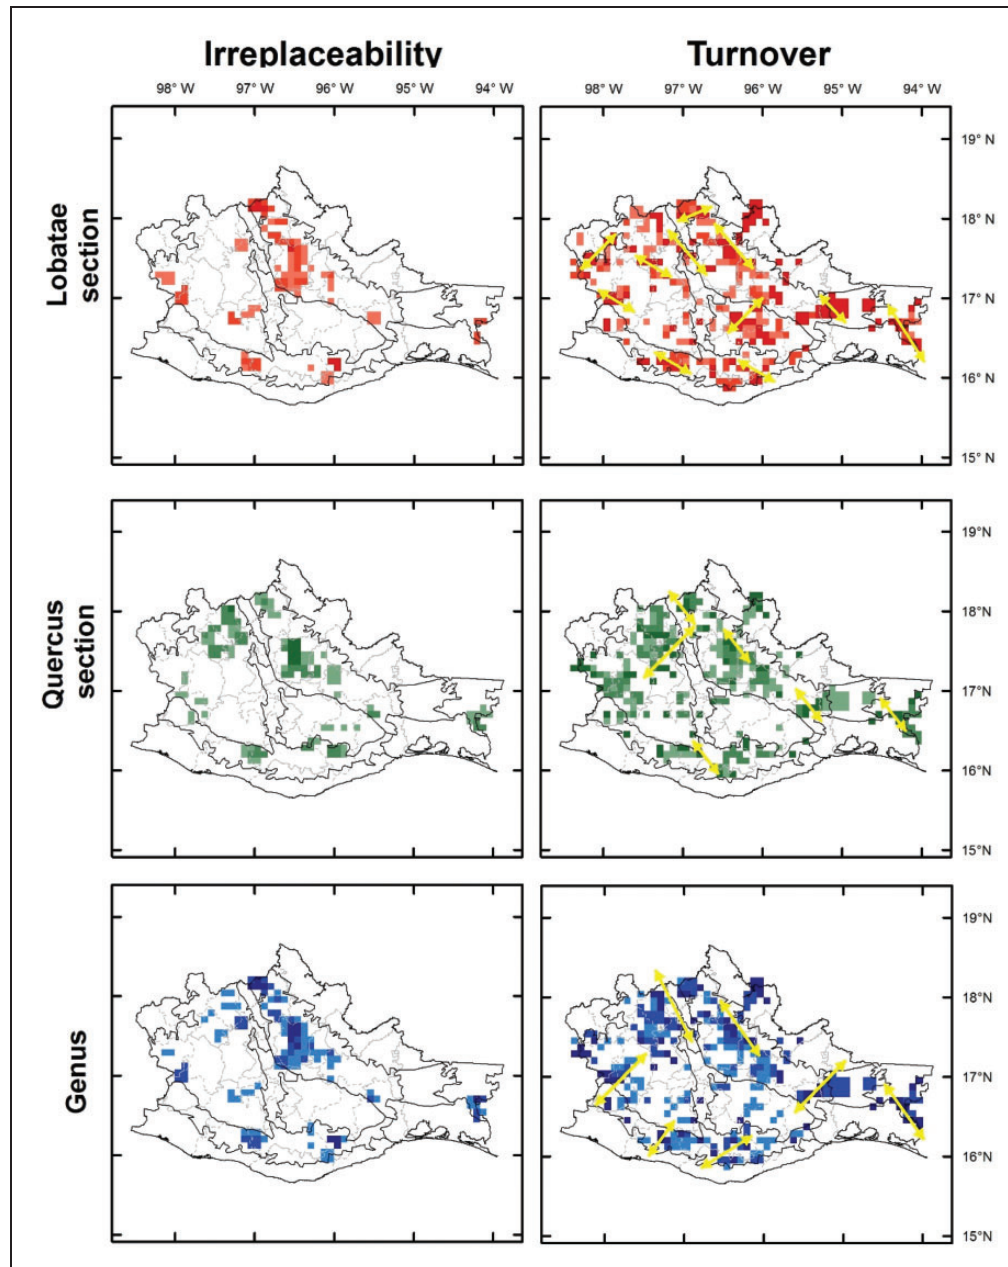 Irreplaceability Turnover
98° W 97° W 96° W 95° W 94° W 98° W 97° W 96° W 95° W 94° W
Lobatae
section
19° N
18° N
17° N
16° N
15° N
Quercus
section
19°N
18°N
17°N
16°N
15°N
Genus
19°N
18°N
17°N
16°N
15°N